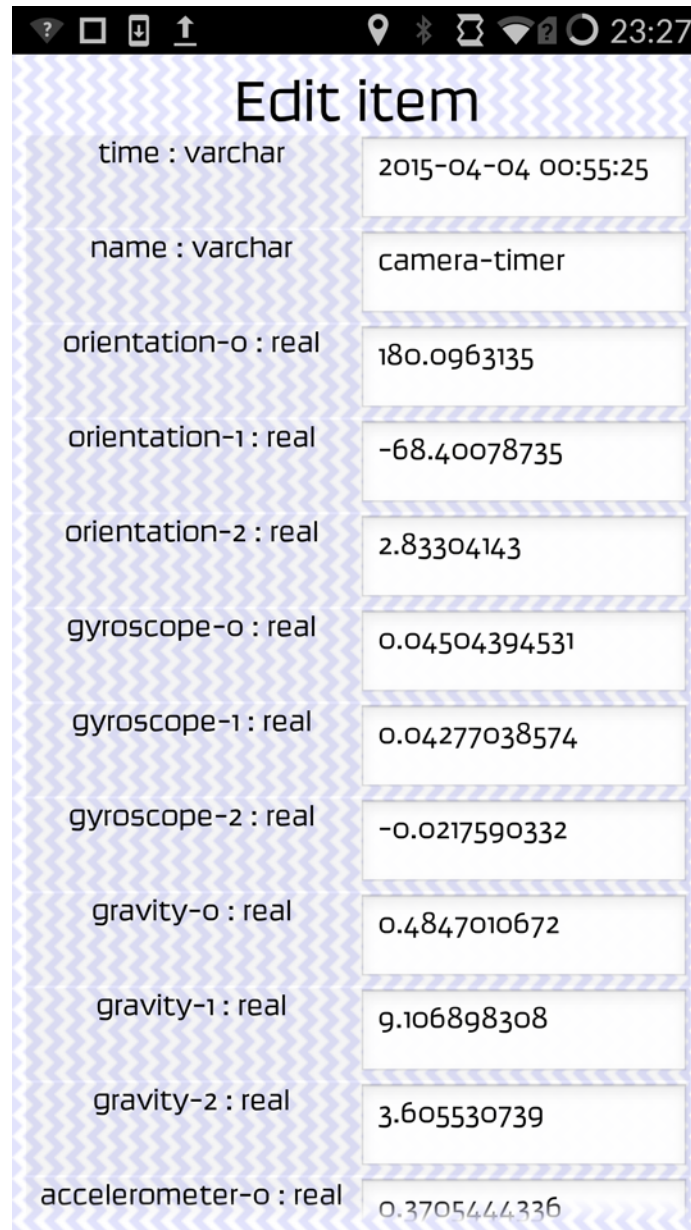 23:27
Edit item
time : varchar 2015-04-04 00:55:25
name : varchar camera-timer
orientation-0 : real 180.0963135
orientation-1 : real -68.40078735
orientation-2 : real 2.83304143
gyroscope-0 : real 0.04504394531
gyroscope-1 : real 0.04277038574
gyroscope-2 : real -0.0217590332
gravity-0 : real 0.4847010672
gravity-1 : real 9.106898308
gravity-2 : real 3.605530739
accelerometer-0 : real 0.3705444336